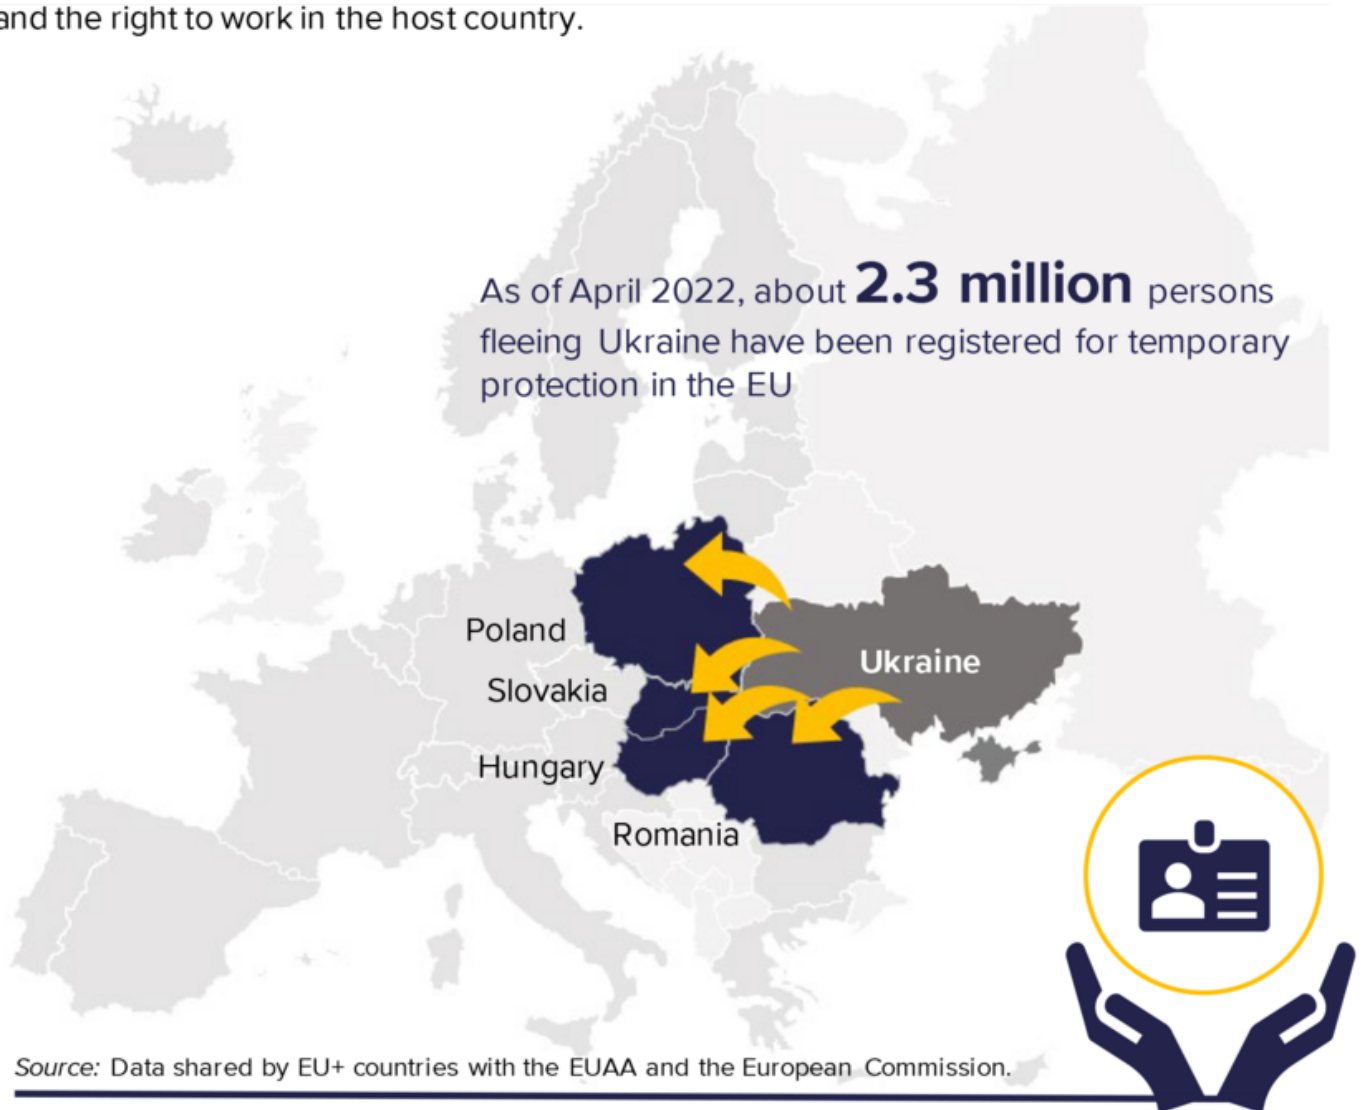 and the right to work in the host country.
As of April 2022, about 2.3 million persons
fleeing Ukraine have been registered for temporary
protection in the EU
Poland
Ukraine
Slovakia
Hungary
Romania
Source: Data shared by EU+ countries with the EUAA and the European Commission.